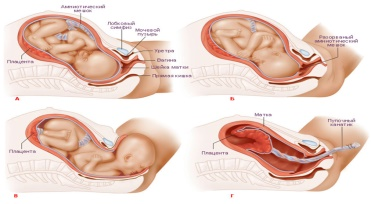 Амниотический
мешок
Лобковый
симфиз
Мочевой
пузырь
Уретра
Вагина
Шейка матки
Прямая кишка
Плацента
А
Разорванный
амниотический
мешок
Б
Плацента
В
Матка
Пупочный
канатик
Плацента
Г